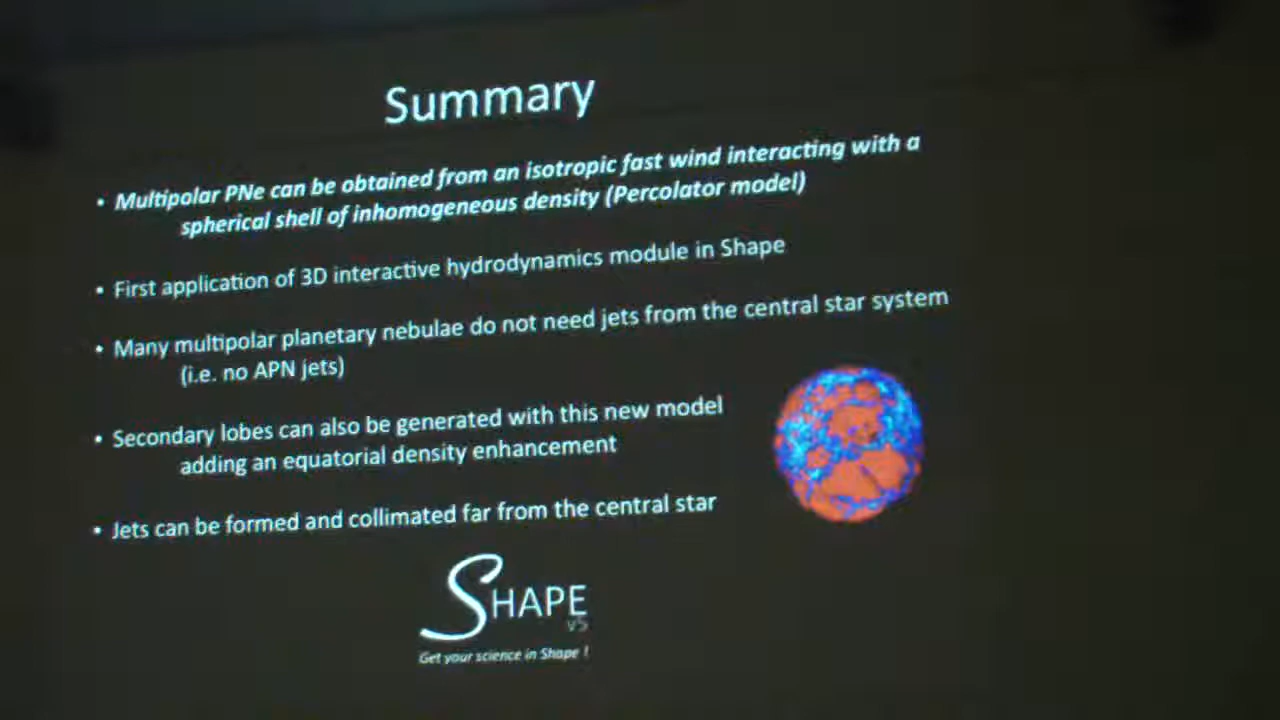 Summary
• Multipolar PNe can be obtained from an isotropic fast wind interacting with a
spherical shell of inhomogeneous density (Percolator model)
• First application of 3D interactive hydrodynamics module in Shape
• Many multipolar planetary nebulae do not need jets from the central star system
(i.e. no APN jets)
• Secondary lobes can also be generated with this new model
adding an equatorial density enhancement
• Jets can be formed and collimated far from the central star
SHAPE
v5
Get your science in Shape !